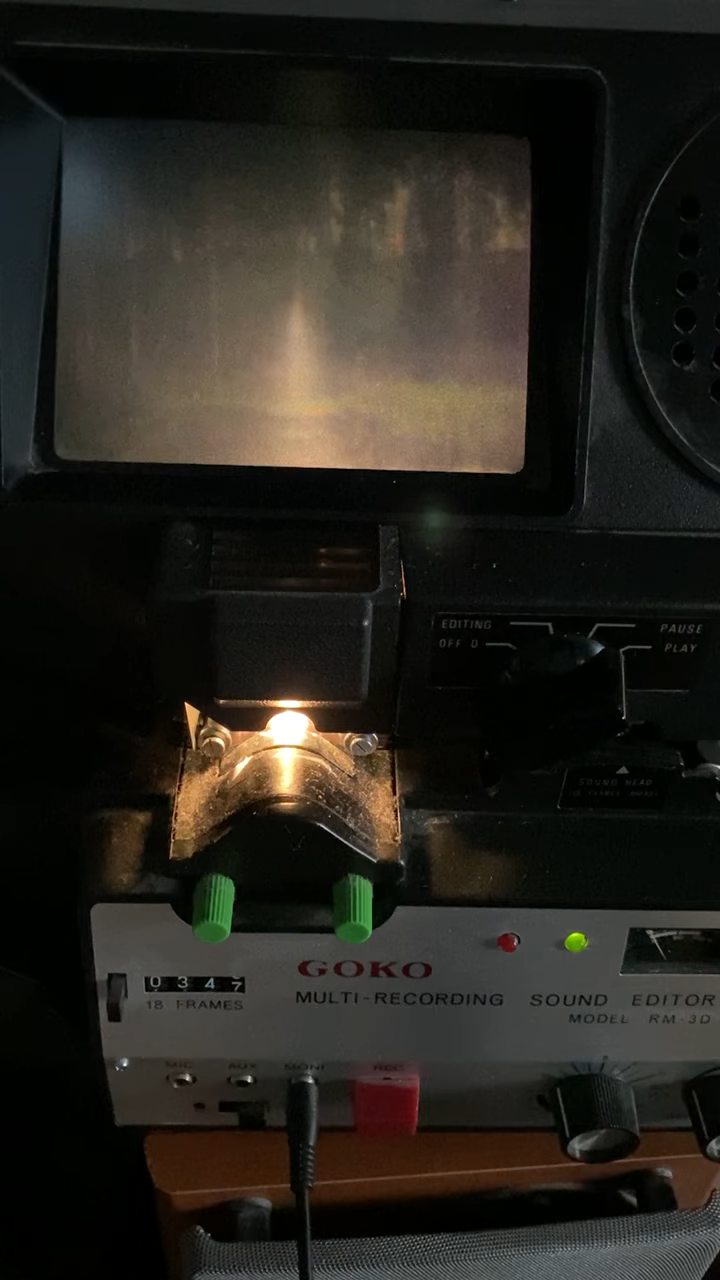 EDITING
PAUSE
OFF 0
PLAY
SOUND HEAD
GOKO
0347
18 FRAMES
MULTI-RECORDING SOUND EDITOR
MODEL RM-3D
MIC AUX MONI REC